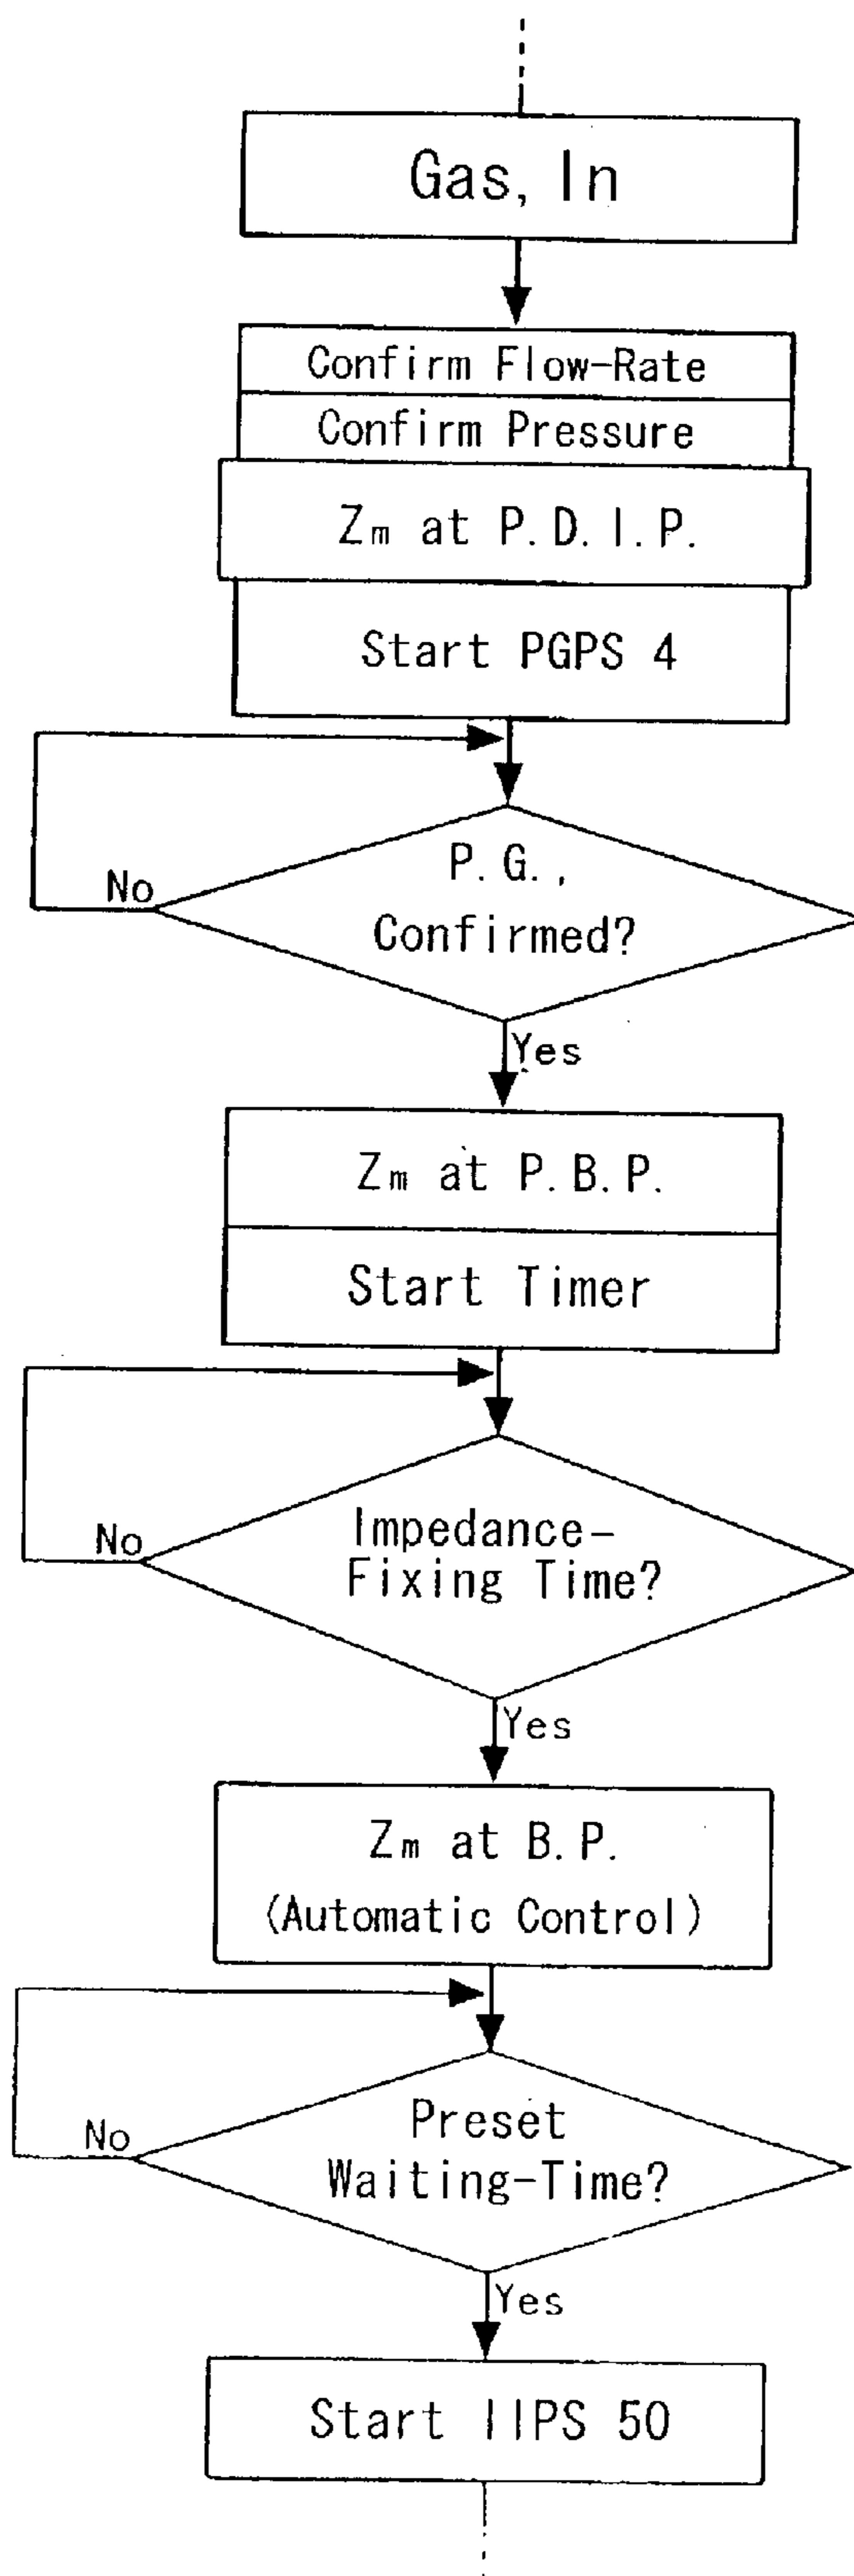 Gas, In
Confirm Flow-Rate
Confirm Pressure
Zm at P.D.I.P.
Start PGPS 4
P.G.,
Confirmed?
No
Yes
Zm at P.B.P.
Start Timer
Impedance-
Fixing Time?
No
Yes
Zm at B.P.
(Automatic Control)
Preset
Waiting-Time?
No
Yes
Start IIPS 50